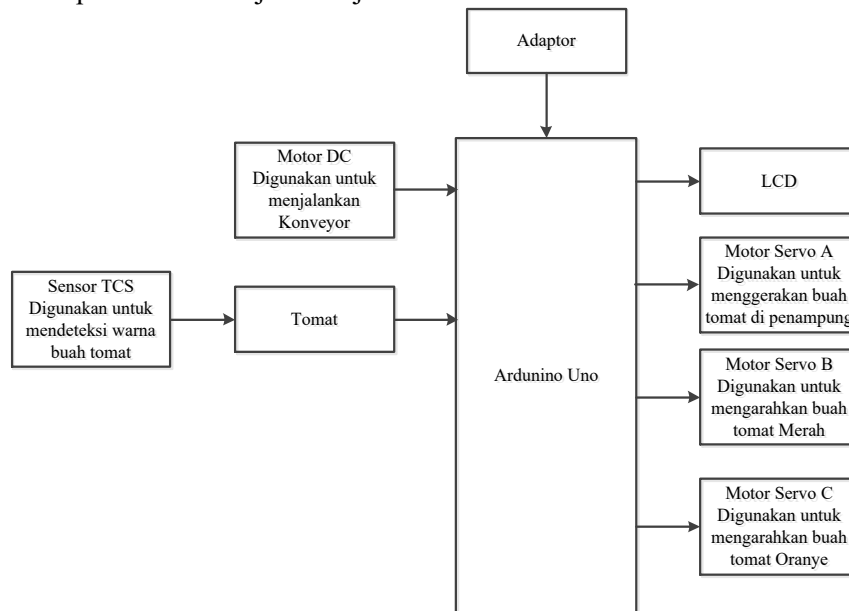 Adaptor
Motor DC
Digunakan untuk
menjalankan
Konveyor
LCD
Sensor TCS
Digunakan untuk
mendeteksi warna
buah tomat
Tomat
Ardunino Uno
Motor Servo A
Digunakan untuk
menggerakan buah
tomat di penampung
Motor Servo B
Digunakan untuk
mengarahkan buah
tomat Merah
Motor Servo C
Digunakan untuk
mengarahkan buah
tomat Oranye